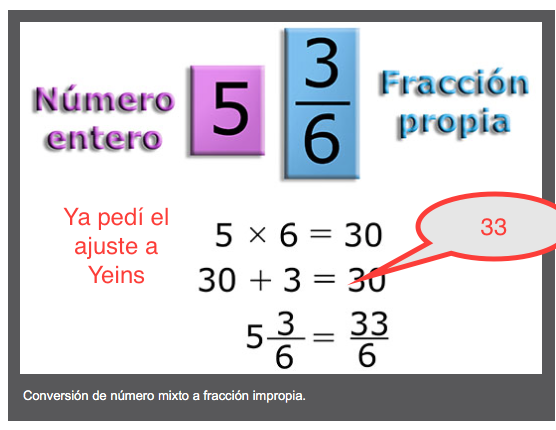 Número
entero
5 3/6
Fracción
propia
Ya pedí el
ajuste a
Yeins
5 × 6 = 30
33
30 + 3 = 30
5 3/6 = 33/6
Conversión de número mixto a fracción impropia.